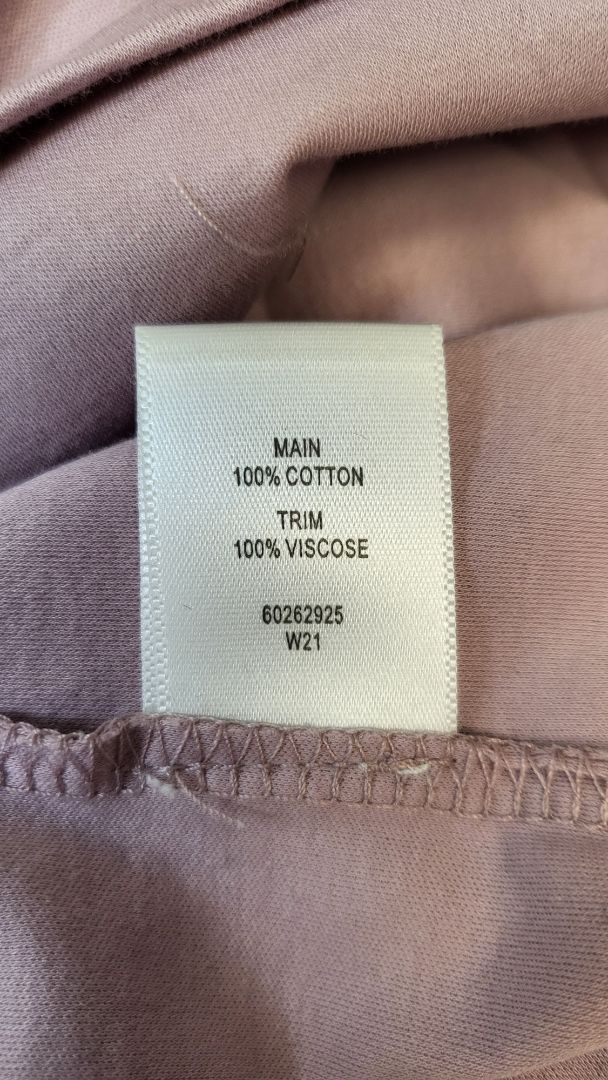 MAIN
100% COTTON
TRIM
100% VISCOSE
60262925
W21